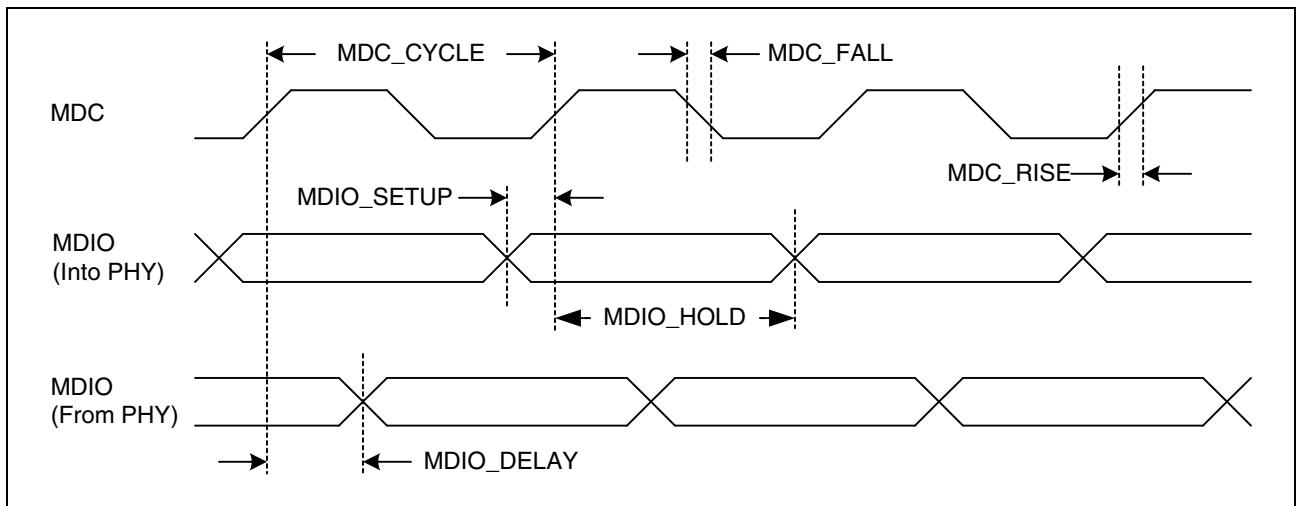 MDC_CYCLE
MDC_FALL
MDC
MDC_RISE
MDIO_SETUP
MDIO
(Into PHY)
MDIO_HOLD
MDIO
(From PHY)
MDIO_DELAY